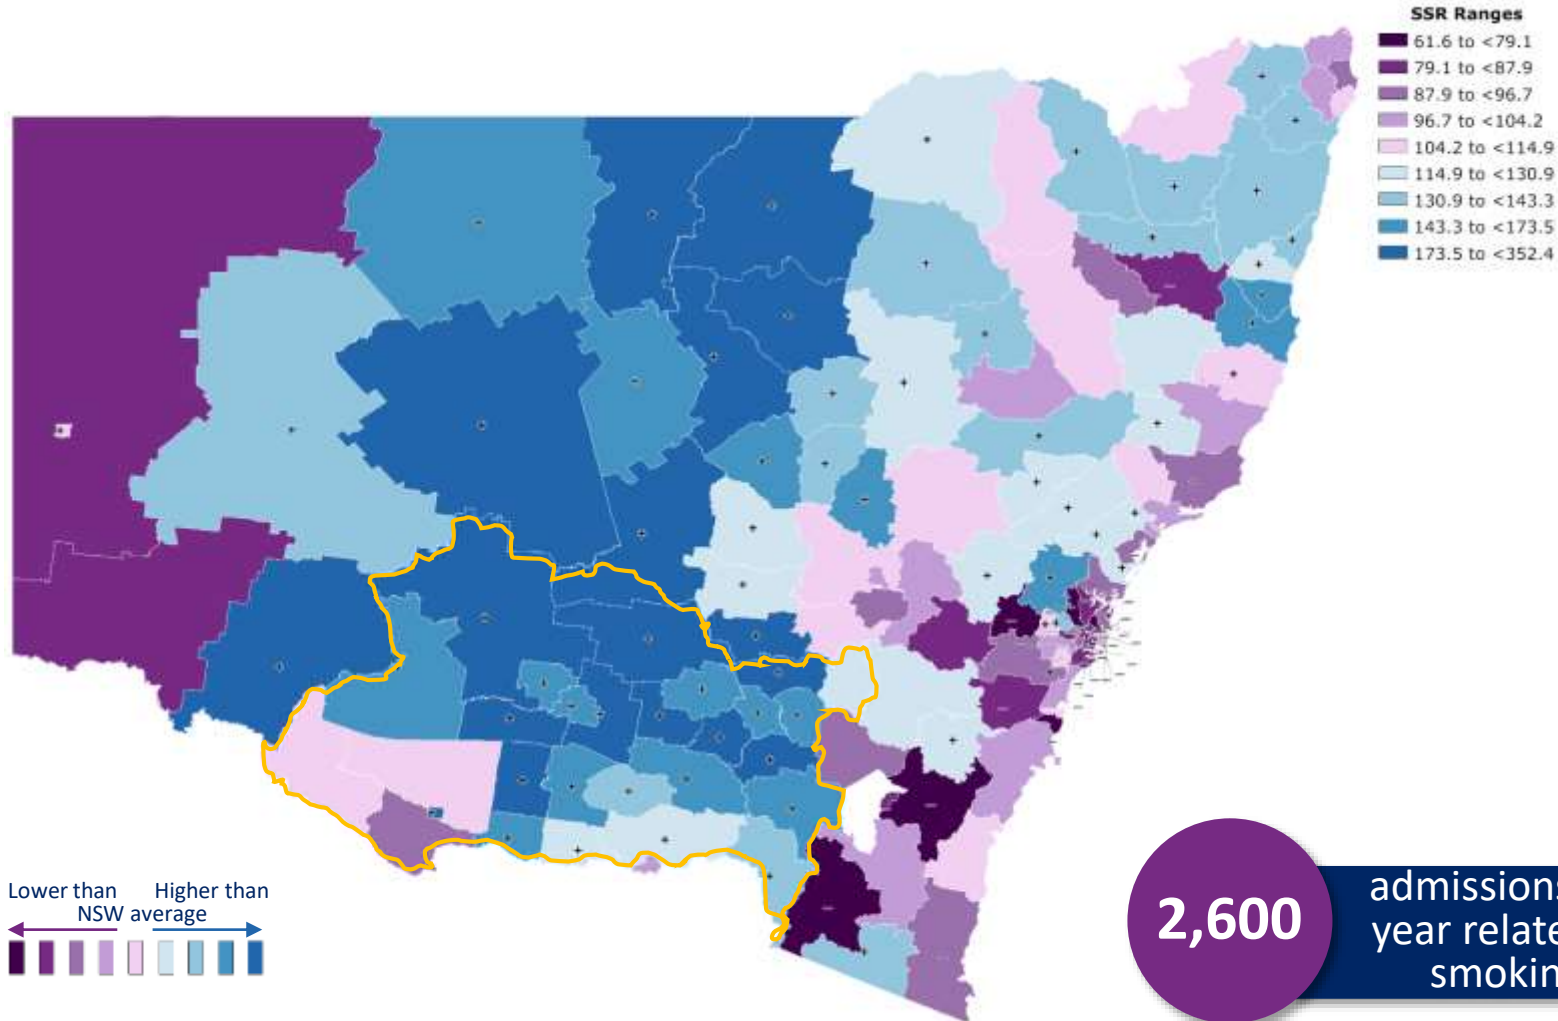 SSR Ranges
61.6 to <79.1
79.1 to <87.9
87.9 to <96.7
96.7 to <104.2
104.2 to <114.9
114.9 to <130.9
130.9 to <143.3
143.3 to <173.5
173.5 to <352.4
Lower than Higher than
NSW average
2,600
admissions
year relate
smokin